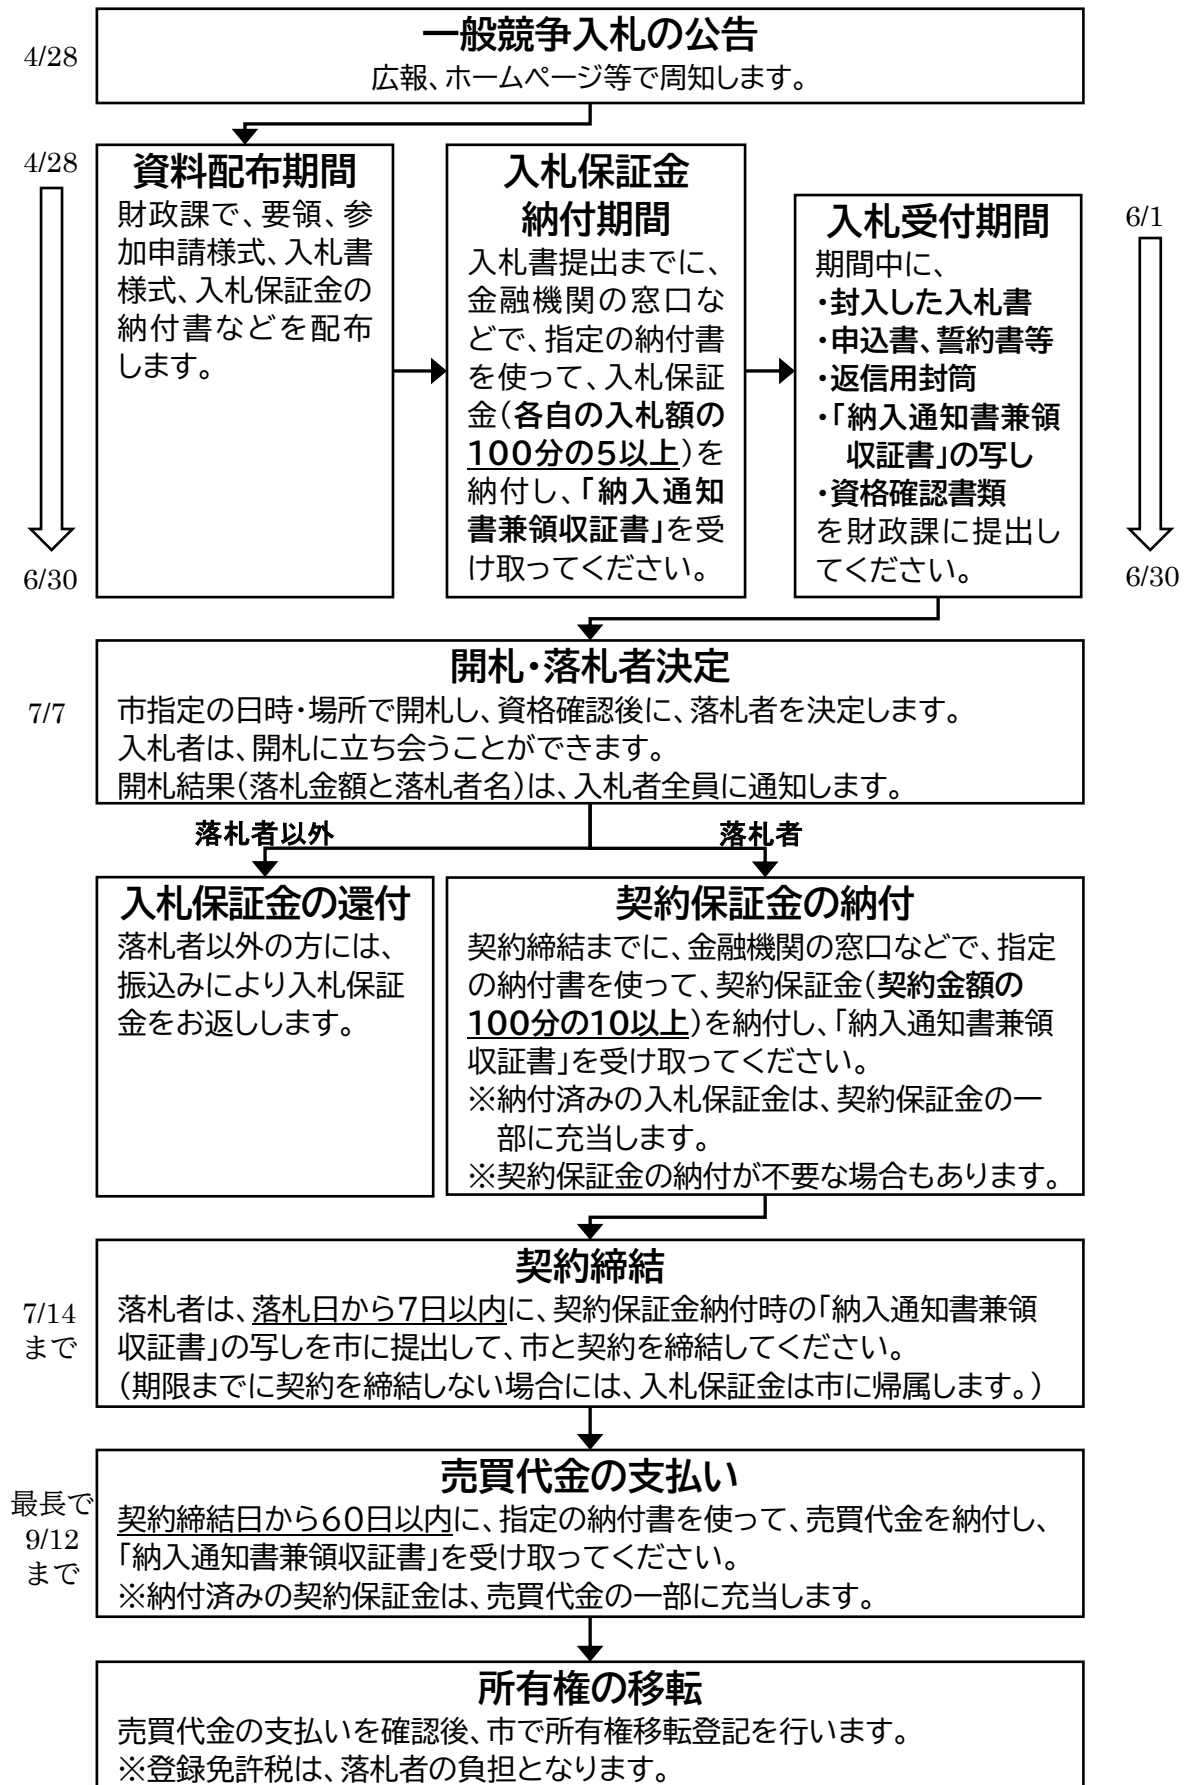 4/28
一般競争入札の公告
広報、ホームページ等で周知します。
4/28
6/30
資料配布期間
財政課で、要領、参
加申請様式、入札書
様式、入札保証金の
納付書などを配布
します。
入札保証金
納付期間
入札書提出までに、
金融機関の窓口な
どで、指定の納付書
を使って、入札保証
金(各自の入札額の
100分の5以上)を
納付し、「納入通知
書兼領収証書」を受
け取ってください。
入札受付期間
期間中に、
・封入した入札書
・申込書、誓約書等
・返信用封筒
・「納入通知書兼領
収証書」の写し
・資格確認書類
を財政課に提出し
てください。
6/1
6/30
7/7
開札・落札者決定
市指定の日時・場所で開札し、資格確認後に、落札者を決定します。
入札者は、開札に立ち会うことができます。
開札結果(落札金額と落札者名)は、入札者全員に通知します。
落札者以外
落札者
入札保証金の還付
落札者以外の方には、
振込みにより入札保証
金をお返しします。
契約保証金の納付
契約締結までに、金融機関の窓口などで、指定
の納付書を使って、契約保証金(契約金額の
100分の10以上)を納付し、「納入通知書兼領
収証書」を受け取ってください。
※納付済みの入札保証金は、契約保証金の一
部に充当します。
※契約保証金の納付が不要な場合もあります。
7/14
まで
契約締結
落札者は、落札日から7日以内に、契約保証金納付時の「納入通知書兼領
収証書」の写しを市に提出して、市と契約を締結してください。
(期限までに契約を締結しない場合には、入札保証金は市に帰属します。)
最長で
9/12
まで
売買代金の支払い
契約締結日から60日以内に、指定の納付書を使って、売買代金を納付し、
「納入通知書兼領収証書」を受け取ってください。
※納付済みの契約保証金は、売買代金の一部に充当します。
所有権の移転
売買代金の支払いを確認後、市で所有権移転登記を行います。
※登録免許税は、落札者の負担となります。